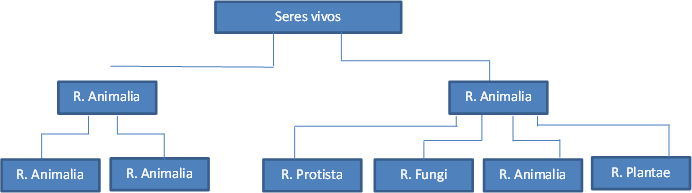 Seres vivos
R. Animalia
R. Animalia
R. Animalia
R. Animalia
R. Protista
R. Fungi
R. Animalia
R. Plantae